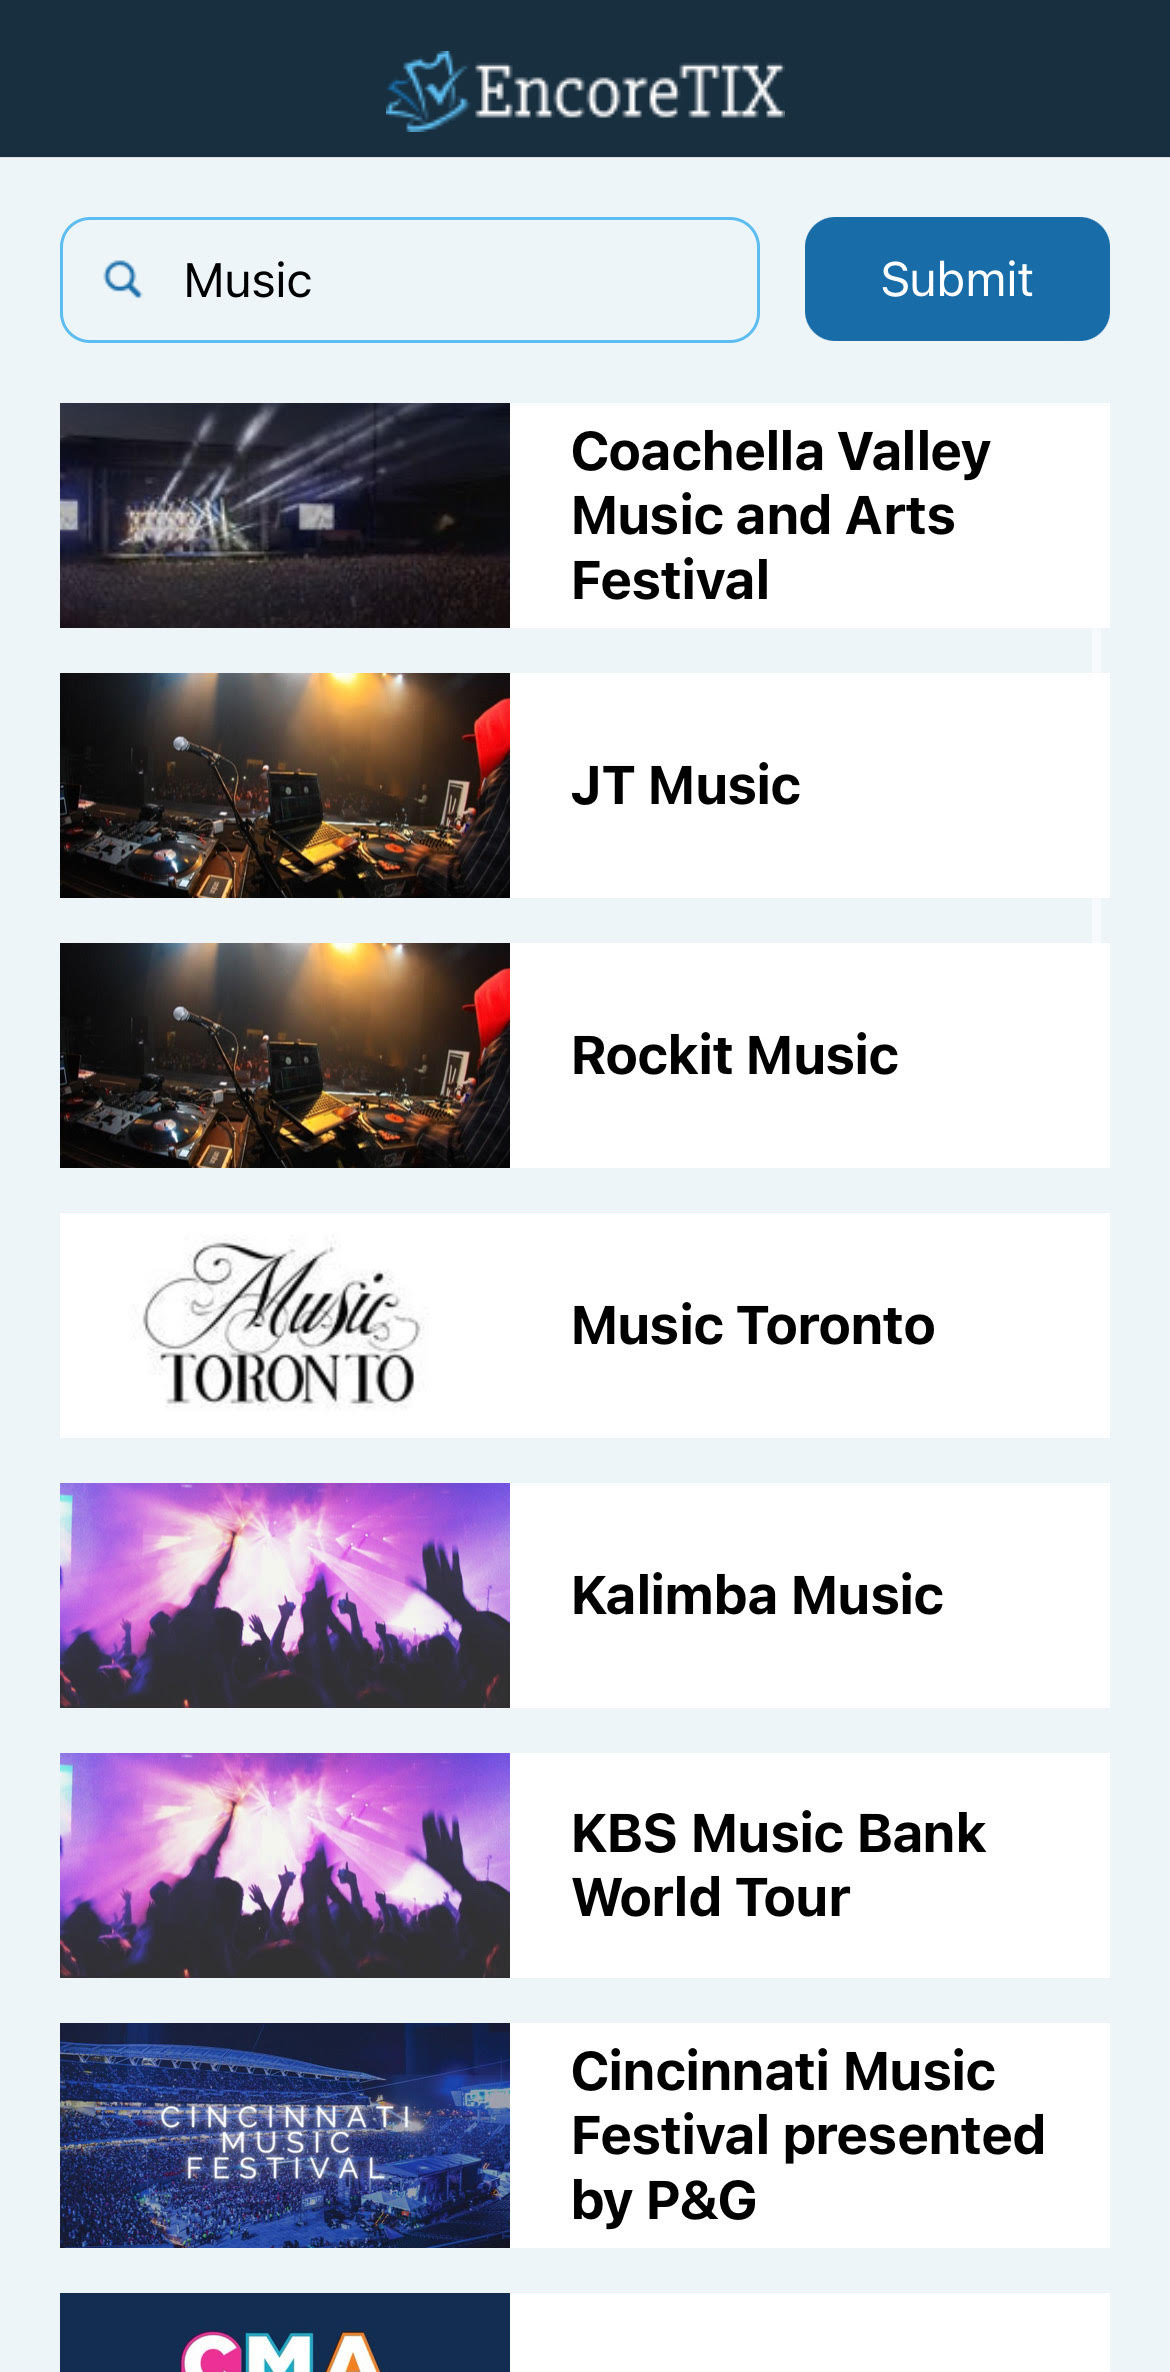 EncoreTIX
Music
Submit
Coachella Valley
Music and Arts
Festival
JT Music
Rockit Music
Music
TORONTO
Music Toronto
Kalimba Music
KBS Music Bank
World Tour
CINCINNATI
MUSIC
FESTIVAL
Cincinnati Music
Festival presented
by P&G
CMA